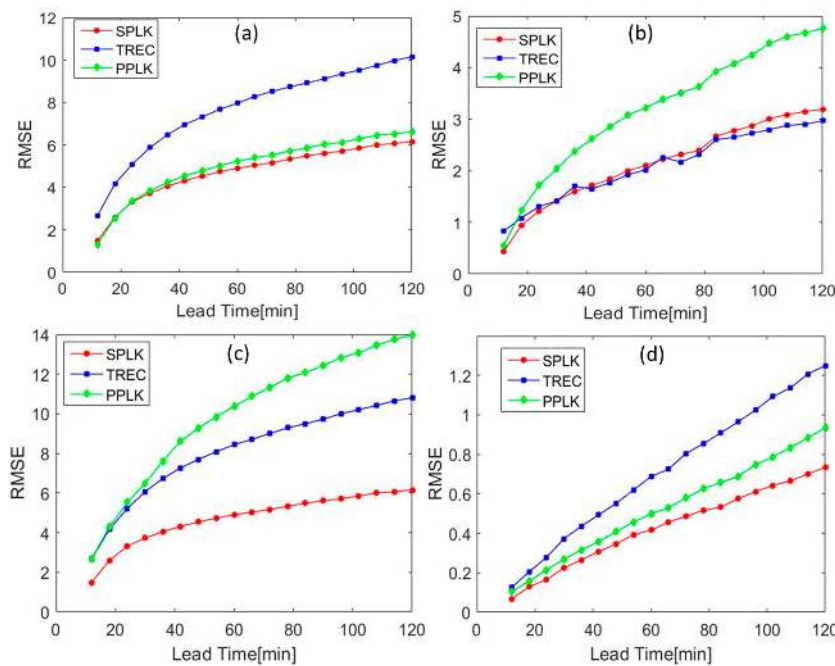 (a)
SPLK
TREC
PPLK
12
10
8
6
4
2
0
RMSE
0 20 40 60 80 100 120
Lead Time[min]
(b)
SPLK
TREC
PPLK
5
4
3
2
1
0
RMSE
0 20 40 60 80 100 120
Lead Time[min]
(c)
SPLK
TREC
PPLK
14
12
10
8
6
4
2
0
RMSE
0 20 40 60 80 100 120
Lead Time[min]
(d)
SPLK
TREC
PPLK
1.2
1
0.8
0.6
0.4
0.2
0
RMSE
0 20 40 60 80 100 120
Lead Time[min]